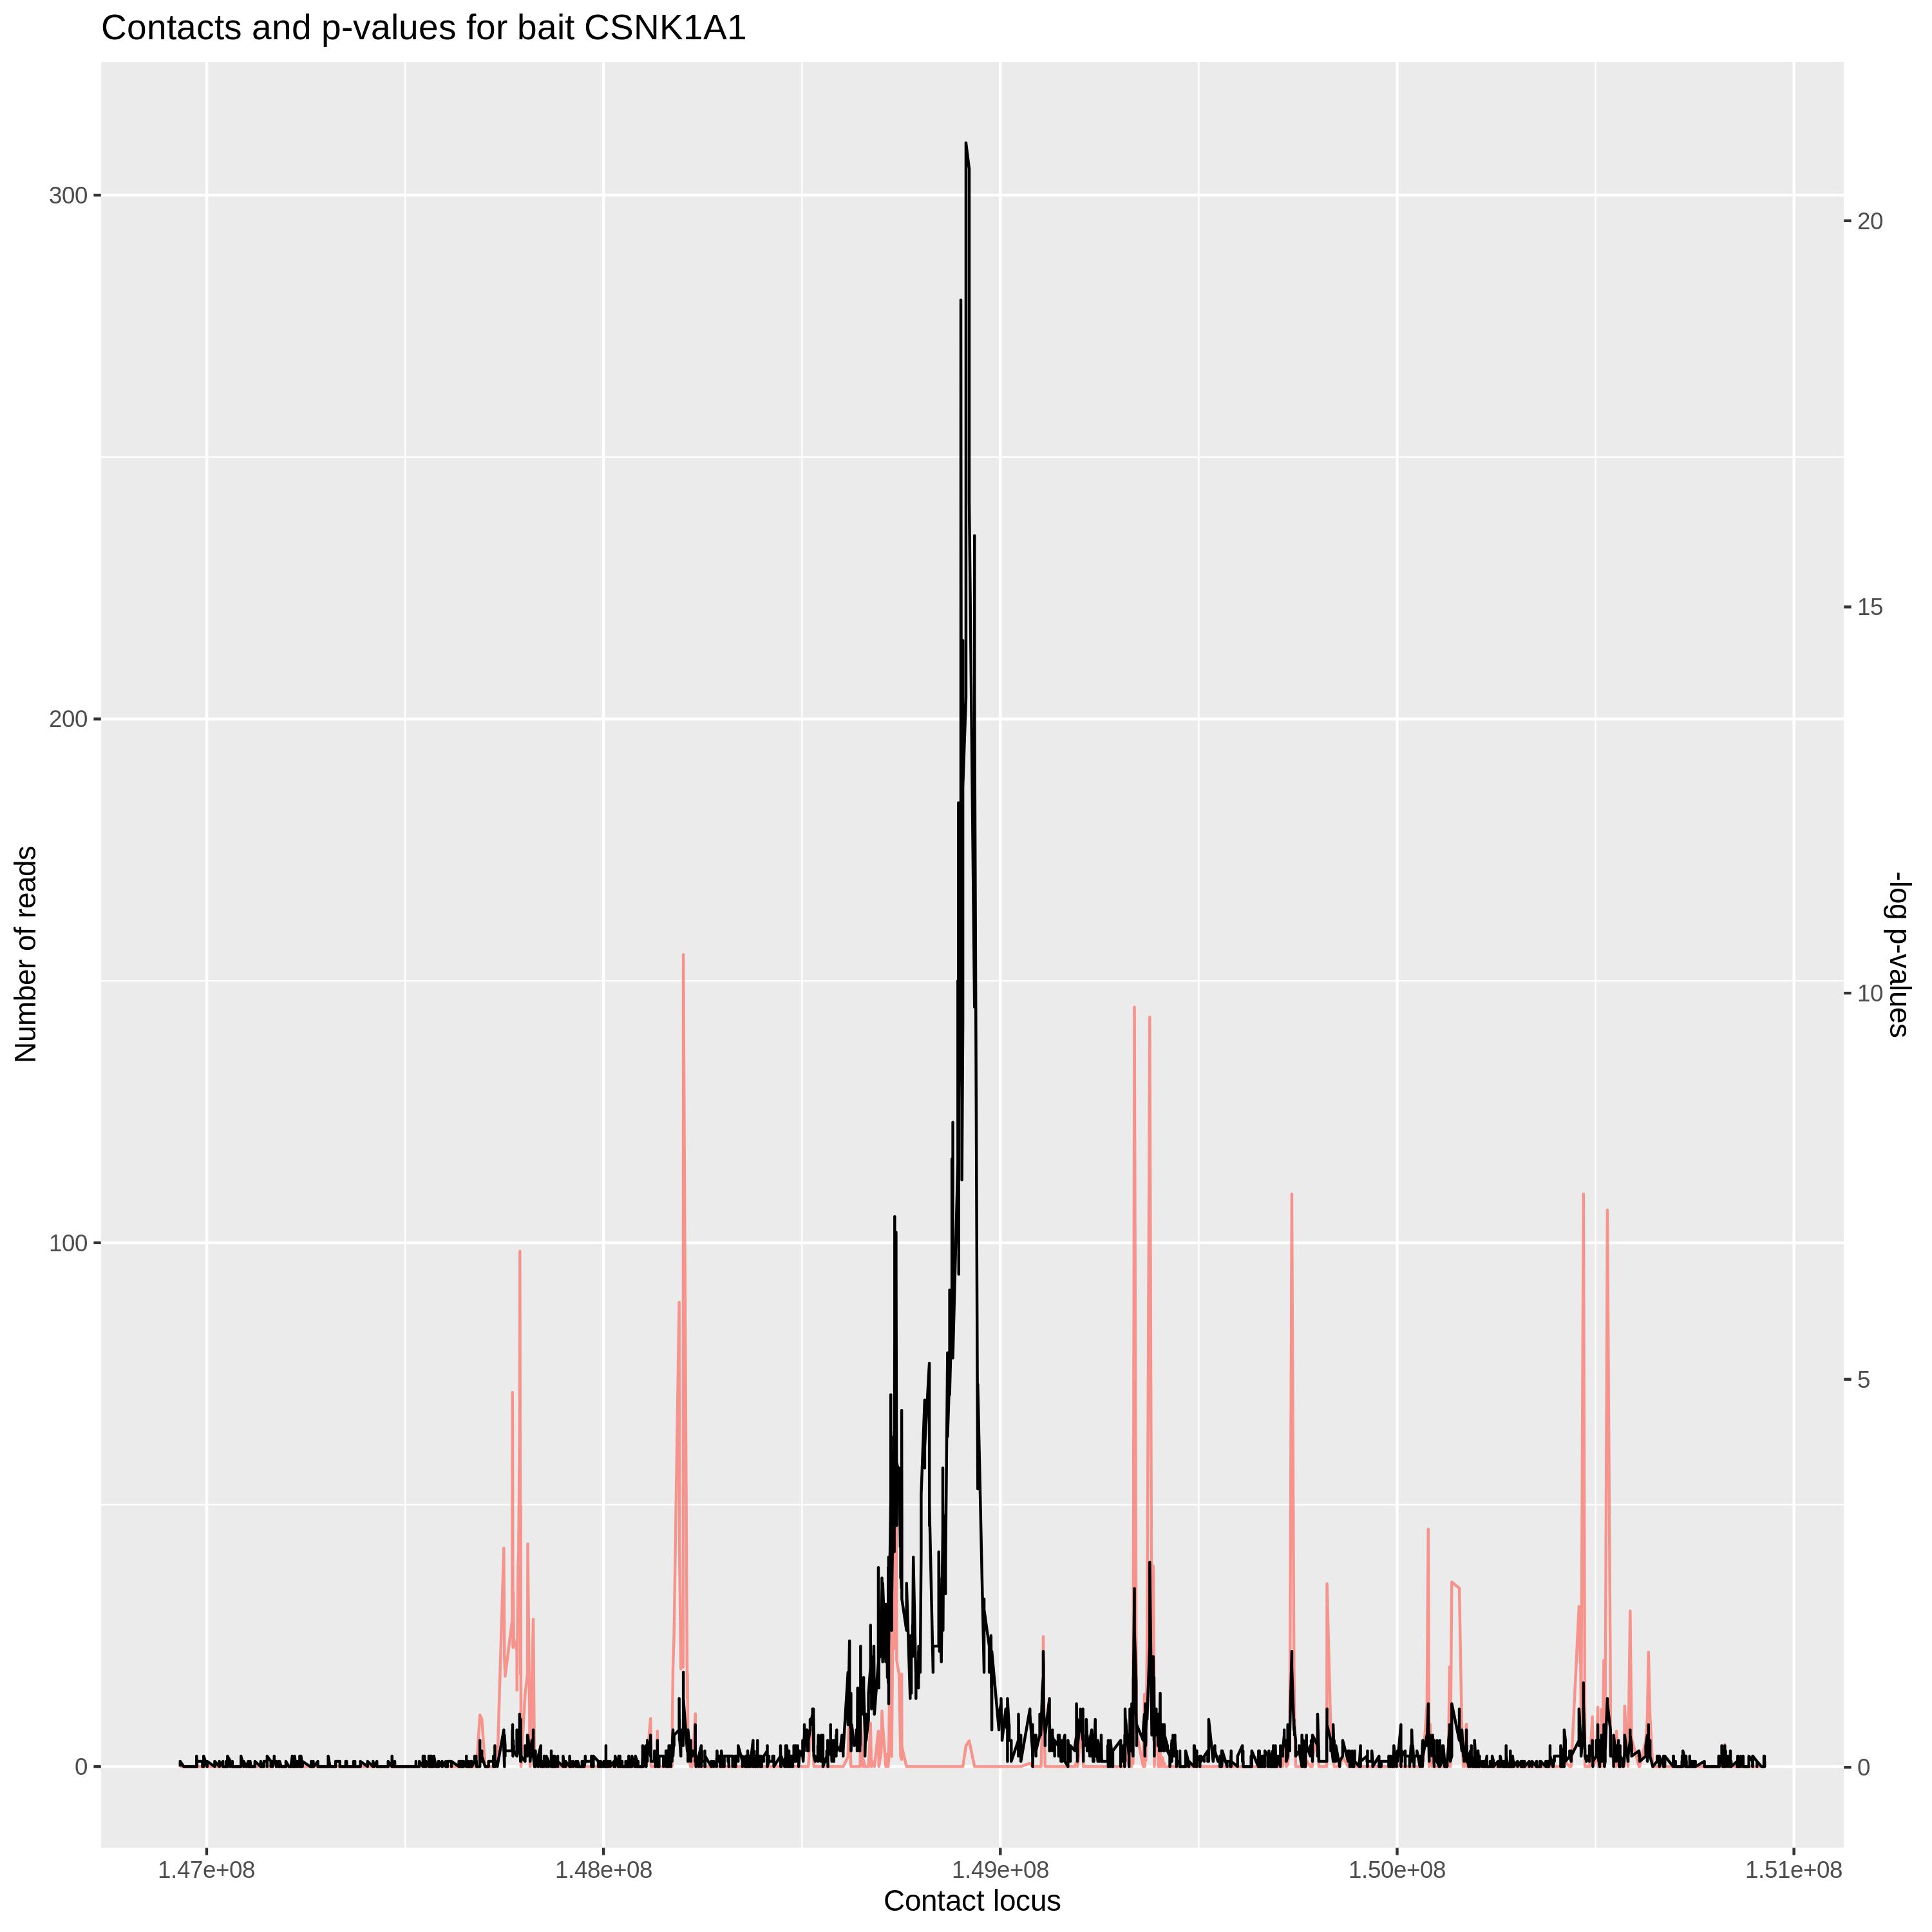 Contacts and p-values for bait CSNK1A1
300
200
100
0
Number of reads
20
15
10
5
0
-log p-values
1.47e+08 1.48e+08 1.49e+08 1.50e+08 1.51e+08
Contact locus